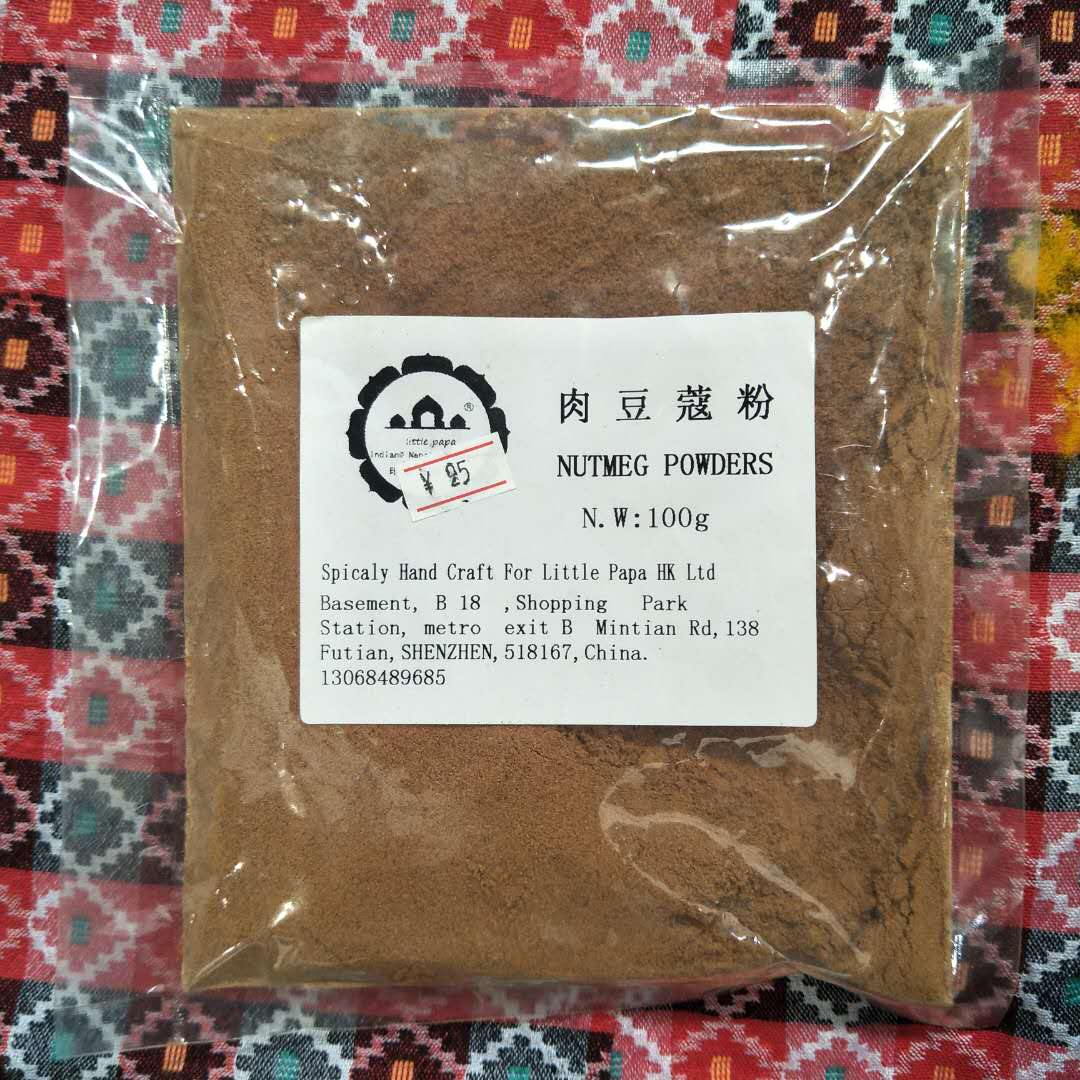 ®
little papa
¥ 25
肉豆蔻粉
NUTMEG POWDERS
N.W:100g
Spicaly Hand Craft For Little Papa HK Ltd
Basement, B 18 ,Shopping Park
Station, metro exit B Mintian Rd,138
Futian,SHENZHEN,518167,China.
13068489685